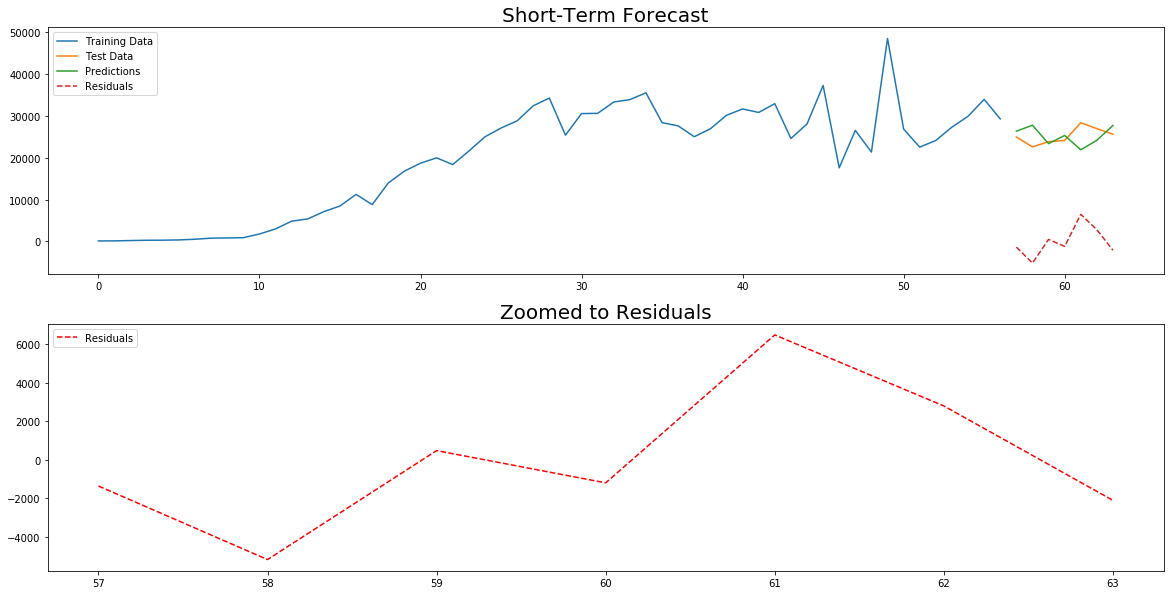 Short-Term Forecast
50000
40000
30000
20000
10000
0
Training Data
Test Data
Predictions
Residuals
0 10 20 30 40 50 60
Zoomed to Residuals
6000
4000
2000
0
−2000
−4000
Residuals
57 58 59 60 61 62 63